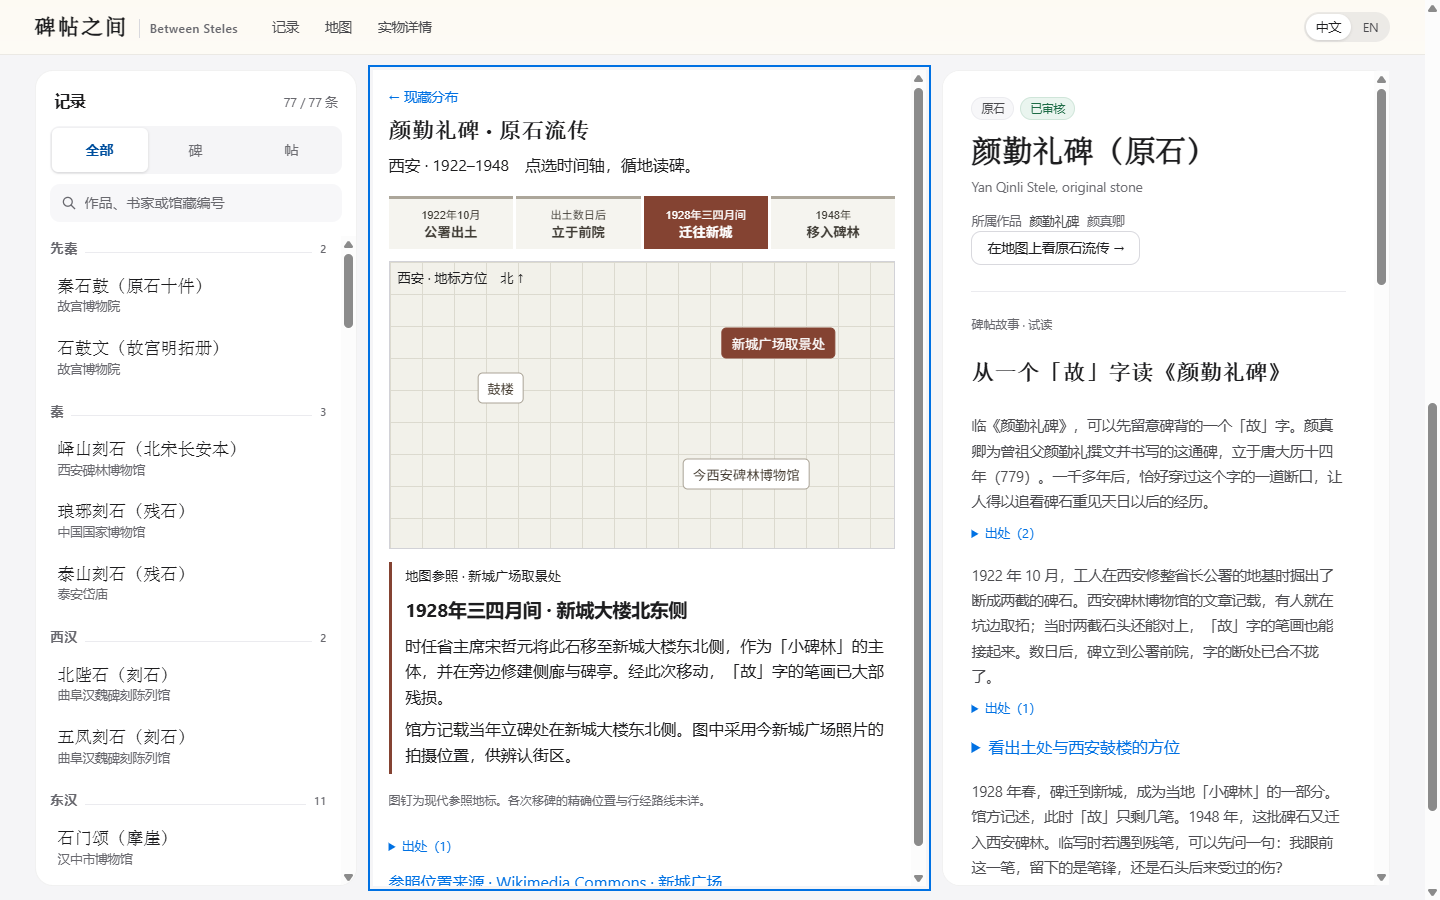 碑帖之间 Between Steles 记录 地图 实物详情 中文 EN
记录 77 / 77 条
全部 碑 帖
作品、书家或馆藏编号
先秦 2
秦石鼓（原石十件）
故宫博物院
石鼓文（故宫明拓册）
故宫博物院
秦 3
峄山刻石（北宋长安本）
西安碑林博物馆
琅琊刻石（残石）
中国国家博物馆
泰山刻石（残石）
泰安岱庙
西汉 2
北陛石（刻石）
曲阜汉魏碑刻陈列馆
五凤刻石（刻石）
曲阜汉魏碑刻陈列馆
东汉 11
石门颂（摩崖）
汉中市博物馆
← 现藏分布
颜勤礼碑 · 原石流传
西安 · 1922–1948 点选时间轴，循地读碑。
1922年10月
公署出土
出土数日后
立于前院
1928年三四月间
迁往新城
1948年
移入碑林
西安 · 地标方位 北 ↑
新城广场取景处
鼓楼
今西安碑林博物馆
地图参照 · 新城广场取景处
1928年三四月间 · 新城大楼北东侧
时任省主席宋哲元将此石移至新城大楼东北侧，作为「小碑林」的主
体，并在旁边修建侧廊与碑亭。经此次移动，「故」字的笔画已大部
残损。
馆方记载当年立碑处在新城大楼东北侧。图中采用今新城广场照片的
拍摄位置，供辨认街区。
图钉为现代参照地标。各次移碑的精确位置与行经路线未详。
▶ 出处（1）
参照位置来源 · Wikimedia Commons · 新城广场
原石 已审核
颜勤礼碑（原石）
Yan Qinli Stele, original stone
所属作品 颜勤礼碑 颜真卿
在地图上看原石流传 →
碑帖故事 · 试读
从一个「故」字读《颜勤礼碑》
临《颜勤礼碑》，可以先留意碑背的一个「故」字。颜真
卿为曾祖父颜勤礼撰文并书写的这通碑，立于唐大历十四
年（779）。一千多年后，恰好穿过这个字的一道断口，让
人得以追看碑石重见天日以后的经历。
▶ 出处（2）
1922 年 10 月，工人在西安修整省长公署的地基时掘出了
断成两截的碑石。西安碑林博物馆的文章记载，有人就在
坑边取拓；当时两截石头还能对上，「故」字的笔画也能
接起来。数日后，碑立到公署前院，字的断处已合不拢
了。
▶ 出处（1）
▶ 看出土处与西安鼓楼的方位
1928 年春，碑迁到新城，成为当地「小碑林」的一部分。
馆方记述，此时「故」只剩几笔。1948 年，这批碑石又迁
入西安碑林。临写时若遇到残笔，可以先问一句：我眼前
这一笔，留下的是笔锋，还是石头后来受过的伤？